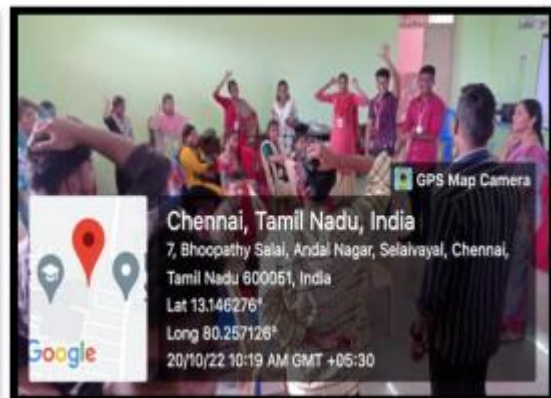 GPS Map Camera
Chennai, Tamil Nadu, India
7, Bhoopathy Salai, Andal Nagar, Selaivayal, Chennai,
Tamil Nadu 600051, India
Lat 13.146276°
Long 80.257126°
20/10/22 10:19 AM GMT +05:30
Google